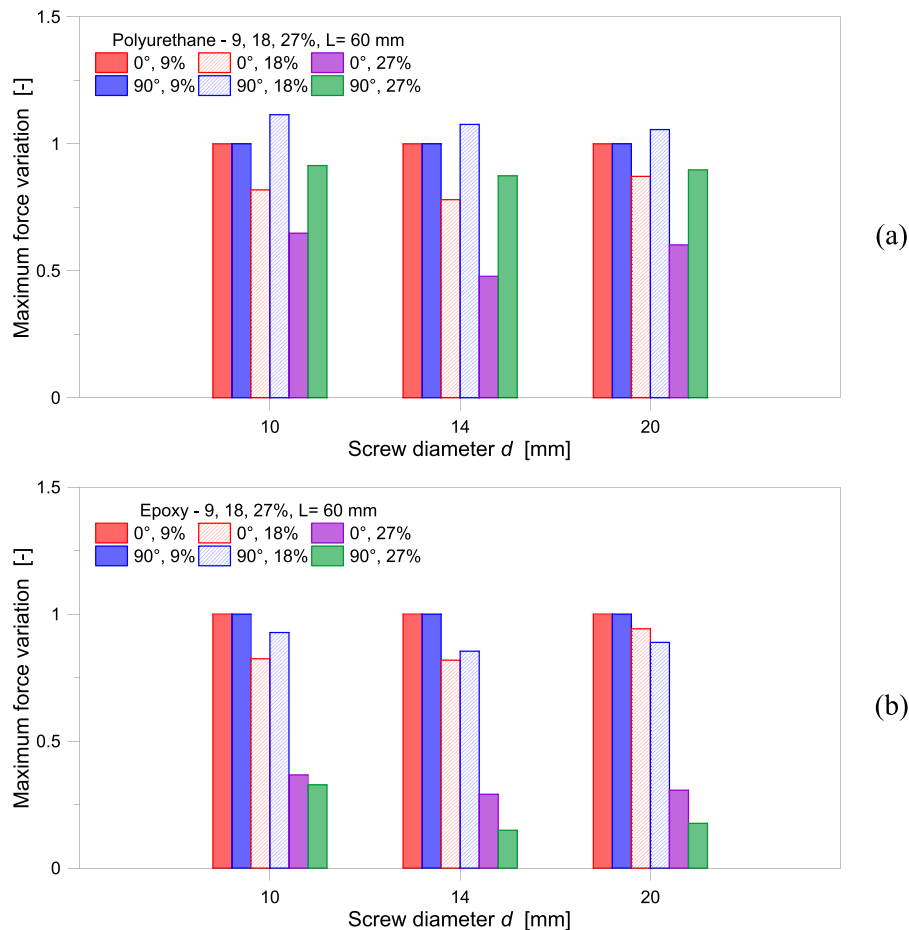 1.5
Polyurethane - 9, 18, 27%, L= 60 mm
0°, 9% 0°, 18% 0°, 27%
90°, 9% 90°, 18% 90°, 27%
Maximum force variation [-]
1
0.5
0
10 14 20
Screw diameter d [mm]
(a)
1.5
Epoxy - 9, 18, 27%, L= 60 mm
0°, 9% 0°, 18% 0°, 27%
90°, 9% 90°, 18% 90°, 27%
Maximum force variation [-]
1
0.5
0
10 14 20
Screw diameter d [mm]
(b)